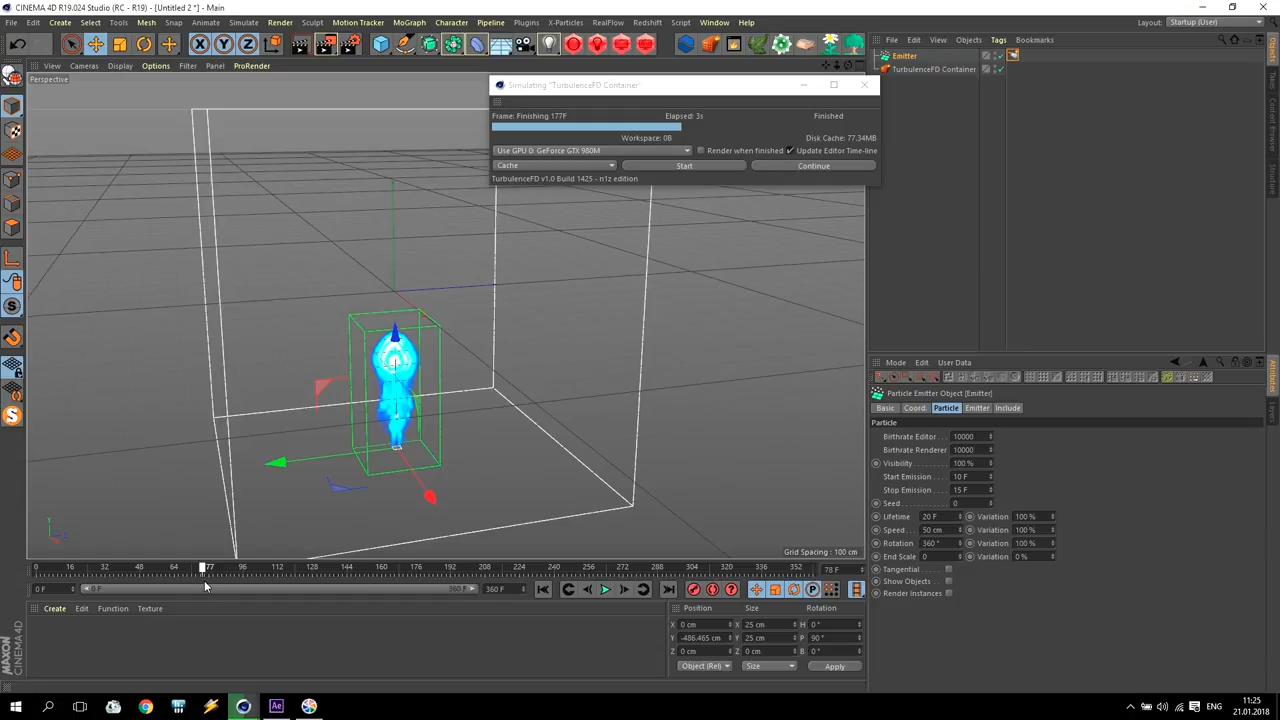 CINEMA 4D R19.024 Studio (RC - R19) - [Untitled 2 *]
File Edit Create Select Tools Mesh Snap Animate Simulate Render Sculpt Motion Tracker MoGraph Character Pipeline Plugins X-Particles RealFlow Redshift Script Window Help
Layout: Startup (User)
View Cameras Display Options Filter Panel ProRender
Perspective
File Edit View Objects Tags Bookmarks
Emitter
TurbulenceFD Container
Simulating "TurbulenceFD Container"
Frame: Finishing 177F Elapsed: 3s Finished
Workspace: 0B Disk Cache: 77.34MB
Use GPU 0: GeForce GTX 980M Render when finished Update Editor Time-line
Cache Start Continue
TurbulenceFD v1.0 Build 1425 - n1z edition
Objects
Tags
Content Browser
Structure
Mode Edit User Data
Particle Emitter Object [Emitter]
Basic Coord. Particle Emitter Include
Particle
Birthrate Editor . . . 10000
Birthrate Renderer 10000
Visibility 100 %
Start Emission 10 F
Stop Emission 15 F
Seed 0
Lifetime 20 F Variation 100 %
Speed 50 cm Variation 100 %
Rotation 360 ° Variation 100 %
End Scale 0 Variation 0 %
Tangential
Show Objects
Render Instances
Attributes
Layers
X Y Z
P
S
Y
Grid Spacing : 100 cm
0 16 32 48 64 77 96 112 128 144 160 176 192 208 224 240 256 272 288 304 320 336 352 78 F
0 F 360 F 360 F
Create Edit Function Texture
Position Size Rotation
X 0 cm X 25 cm H 0 °
Y -486.465 cm Y 25 cm P 90 °
Z 0 cm Z 0 cm B 0 °
Object (Rel) Size Apply
MAXON
CINEMA 4D
ENG
11:25
21.01.2018